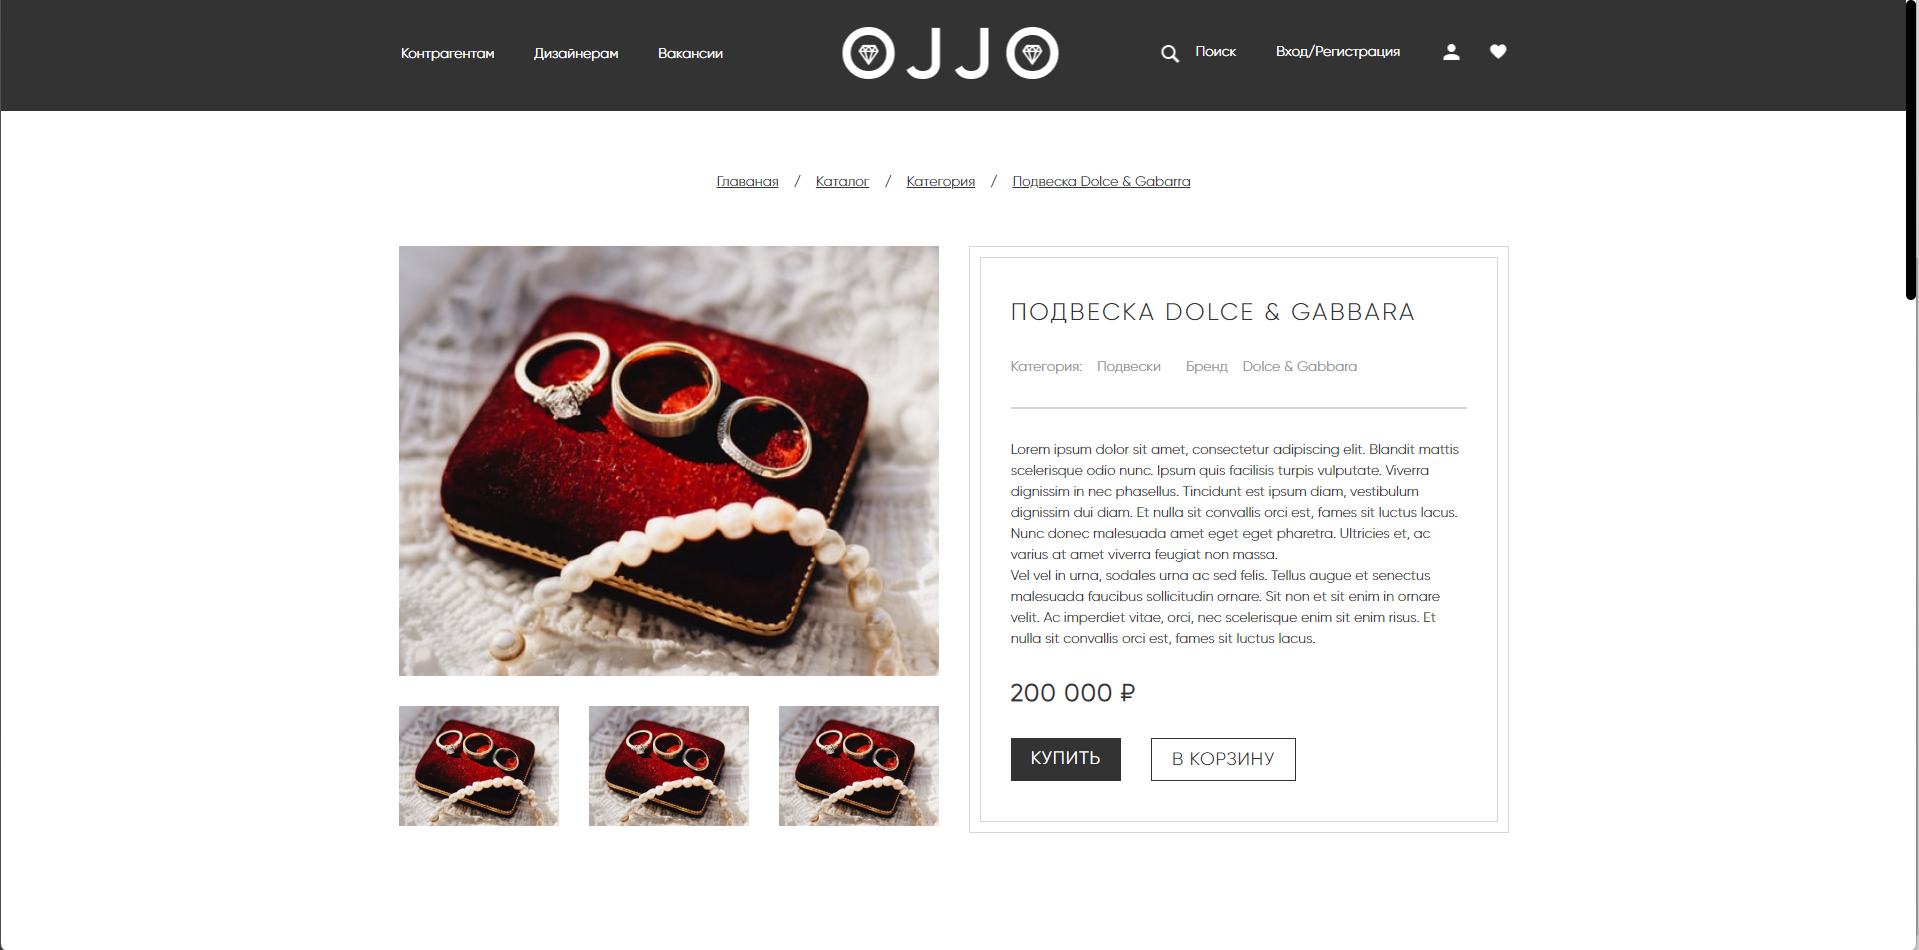 Контрагентам Дизайнерам Вакансии OJJO Поиск Вход/Регистрация
Главаная / Каталог / Категория / Подвеска Dolce & Gabarra
ПОДВЕСКА DOLCE & GABBARA
Категория: Подвески Бренд Dolce & Gabbara
Lorem ipsum dolor sit amet, consectetur adipiscing elit. Blandit mattis
scelerisque odio nunc. Ipsum quis facilisis turpis vulputate. Viverra
dignissim in nec phasellus. Tincidunt est ipsum diam, vestibulum
dignissim dui diam. Et nulla sit convallis orci est, fames sit luctus lacus.
Nunc donec malesuada amet eget eget pharetra. Ultricies et, ac
varius at amet viverra feugiat non massa.
Vel vel in urna, sodales urna ac sed felis. Tellus augue et senectus
malesuada faucibus sollicitudin ornare. Sit non et sit enim in ornare
velit. Ac imperdiet vitae, orci, nec scelerisque enim sit enim risus. Et
nulla sit convallis orci est, fames sit luctus lacus.
200 000 ₽
КУПИТЬ В КОРЗИНУ